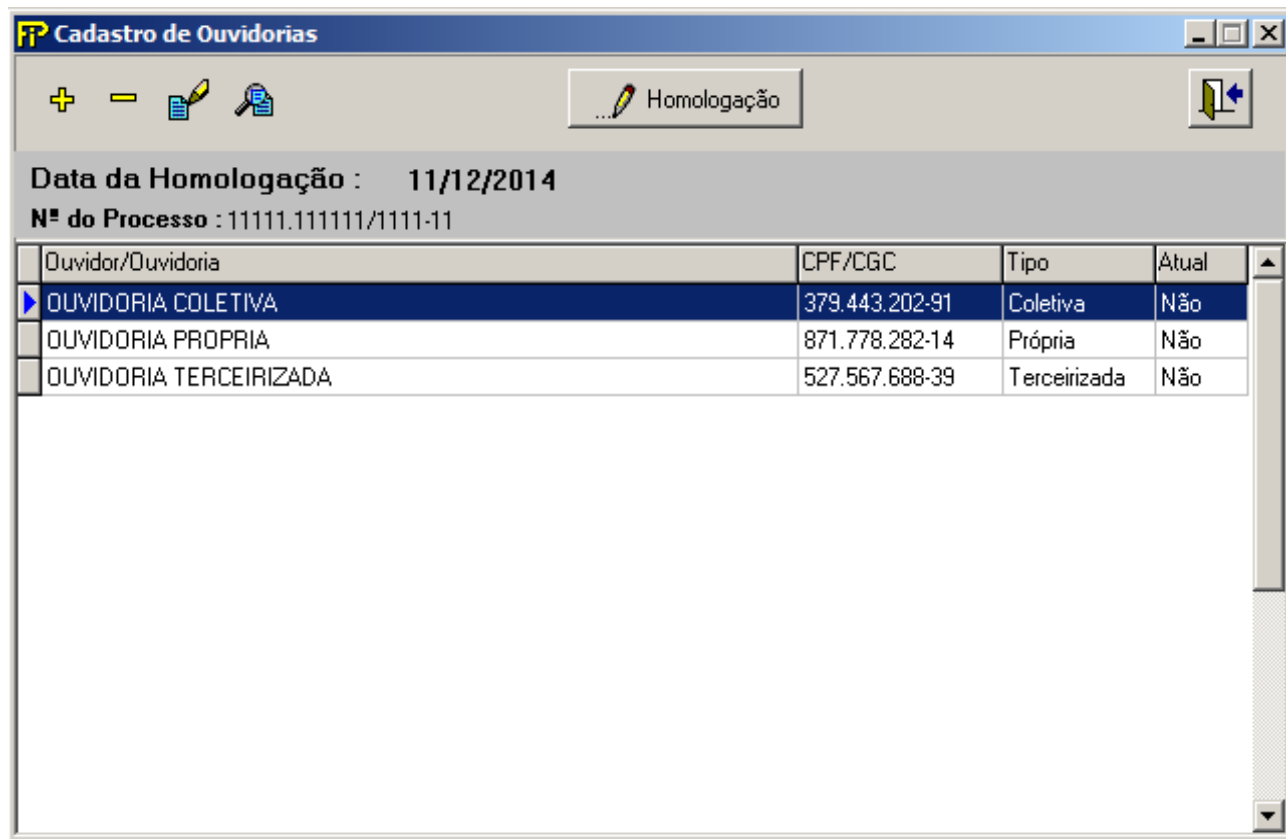 FIP Cadastro de Ouvidorias
... Homologação
Data da Homologação : 11/12/2014
Nº do Processo : 11111.111111/1111-11
Ouvidor/Ouvidoria CPF/CGC Tipo Atual
OUVIDORIA COLETIVA 379.443.202-91 Coletiva Não
OUVIDORIA PROPRIA 871.778.282-14 Própria Não
OUVIDORIA TERCEIRIZADA 527.567.688-39 Terceirizada Não